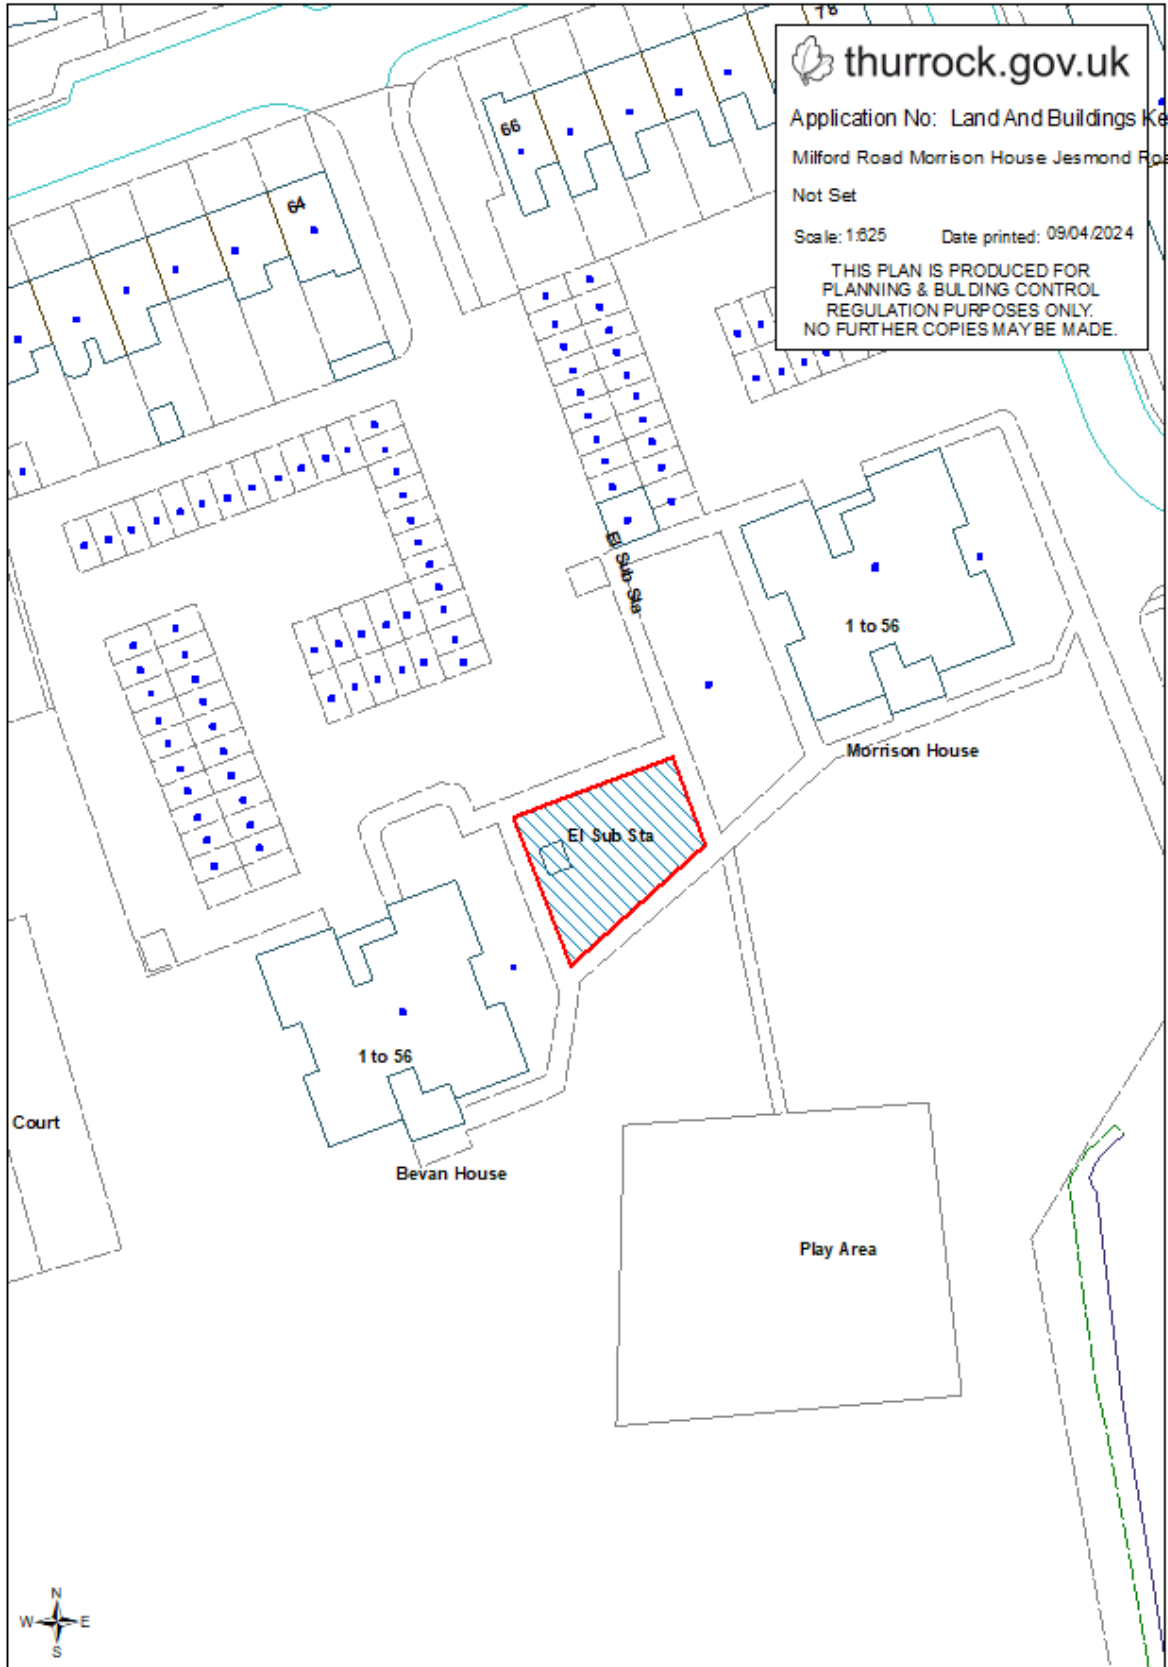 78
thurrock.gov.uk
Application No: Land And Buildings Ke
Milford Road Morrison House Jesmond Roa
Not Set
Scale: 1:625 Date printed: 09/04/2024
THIS PLAN IS PRODUCED FOR
PLANNING & BULDING CONTROL
REGULATION PURPOSES ONLY.
NO FURTHER COPIES MAY BE MADE.
66
64
El Sub Sta
1 to 56
Morrison House
El Sub Sta
1 to 56
Court
Bevan House
Play Area
N
W E
S